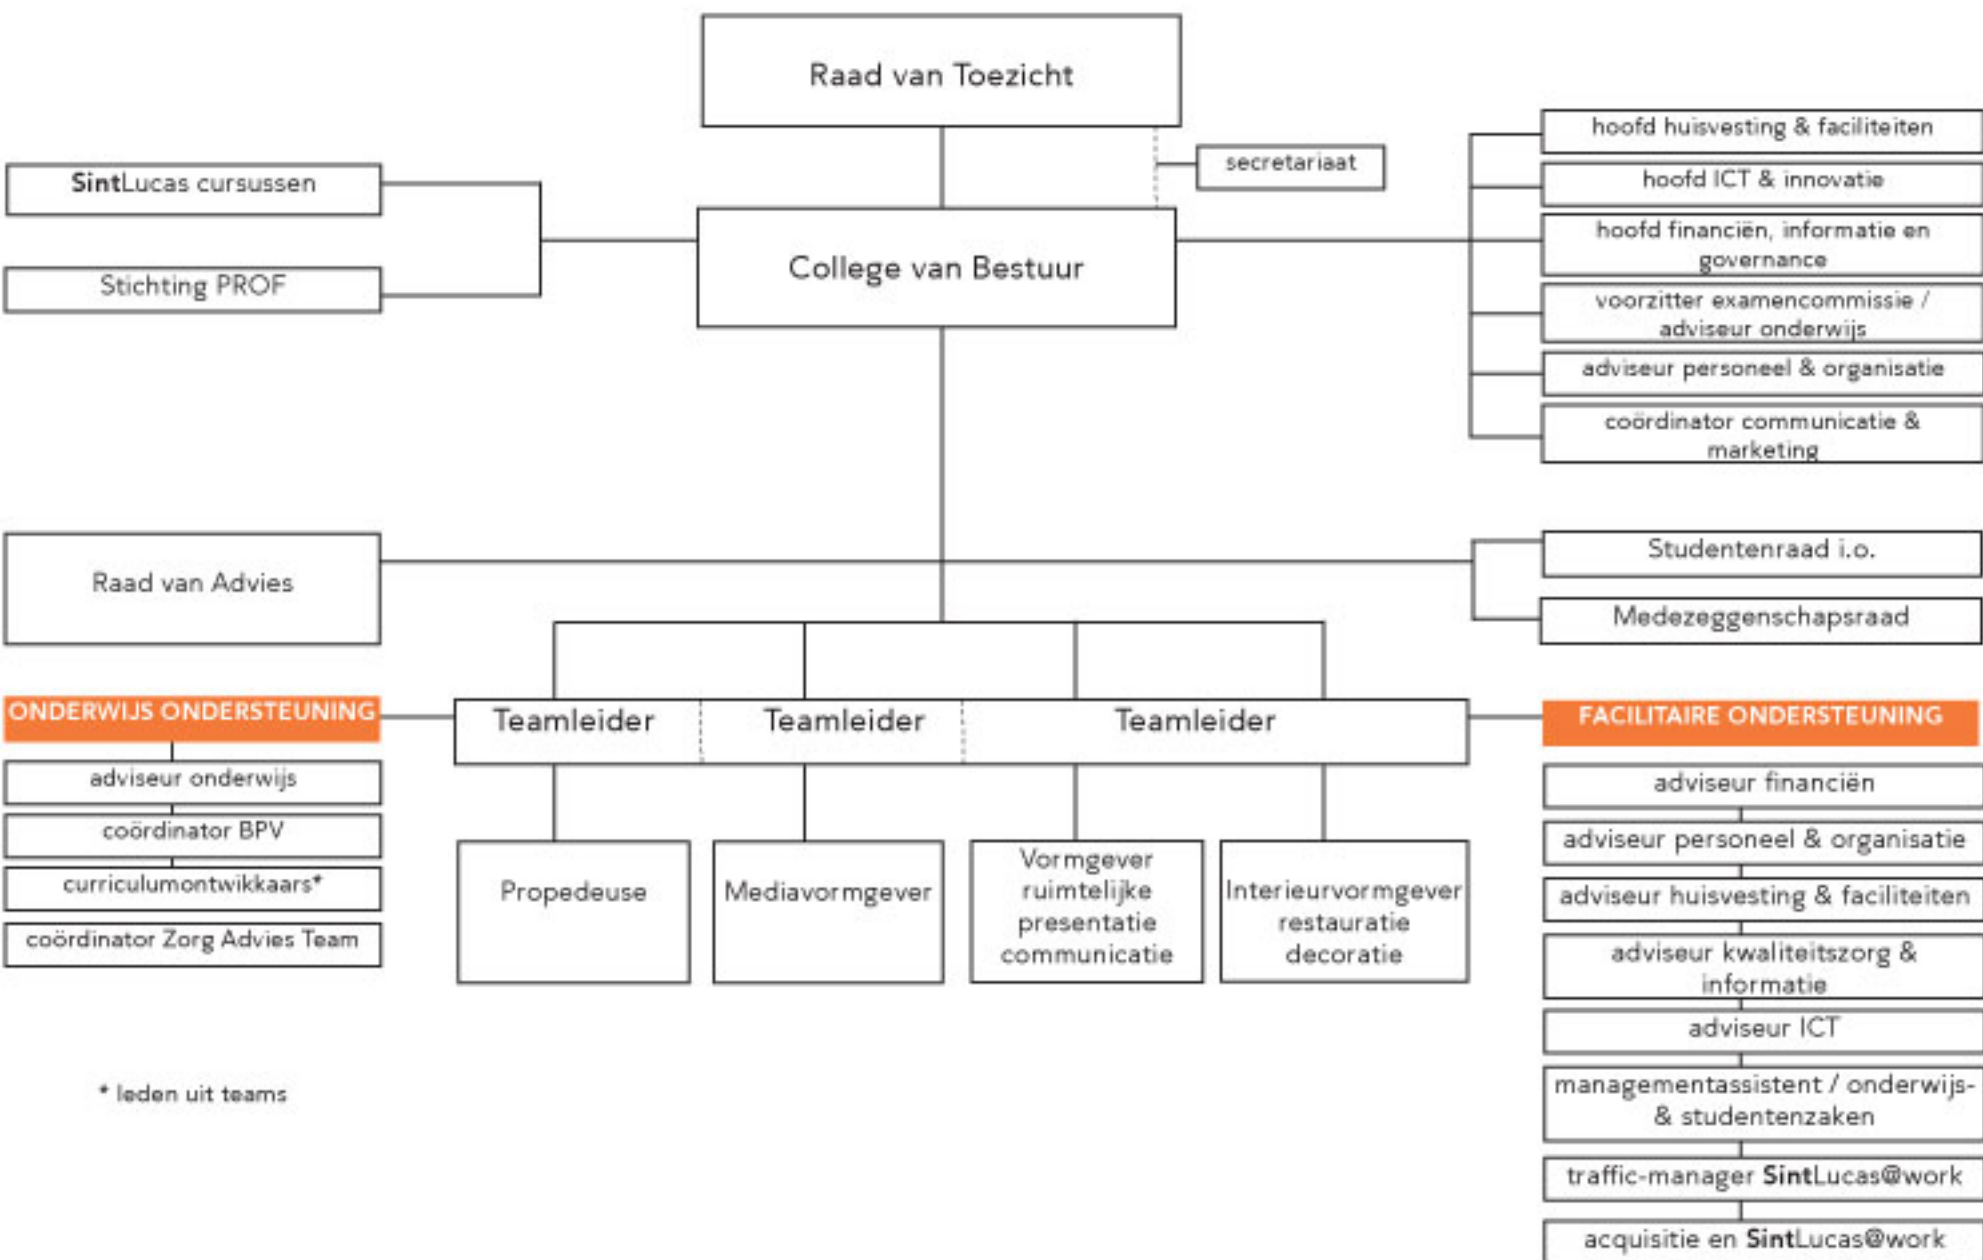 Raad van Toezicht
secretariaat
SintLucas cursussen
Stichting PROF
College van Bestuur
hoofd huisvesting & faciliteiten
hoofd ICT & innovatie
hoofd financiën, informatie en
governance
voorzitter examencommissie /
adviseur onderwijs
adviseur personeel & organisatie
coördinator communicatie &
marketing
Raad van Advies
Studentenraad i.o.
Medezeggenschapsraad
ONDERWIJS ONDERSTEUNING
adviseur onderwijs
coördinator BPV
curriculumontwikkaars*
coördinator Zorg Advies Team
* leden uit teams
Teamleider
Teamleider
Teamleider
Propedeuse
Mediavormgever
Vormgever
ruimtelijke
presentatie
communicatie
Interieurvormgever
restauratie
decoratie
FACILITAIRE ONDERSTEUNING
adviseur financiën
adviseur personeel & organisatie
adviseur huisvesting & faciliteiten
adviseur kwaliteitszorg &
informatie
adviseur ICT
managementassistent / onderwijs-
& studentenzaken
traffic-manager SintLucas@work
acquisitie en SintLucas@work